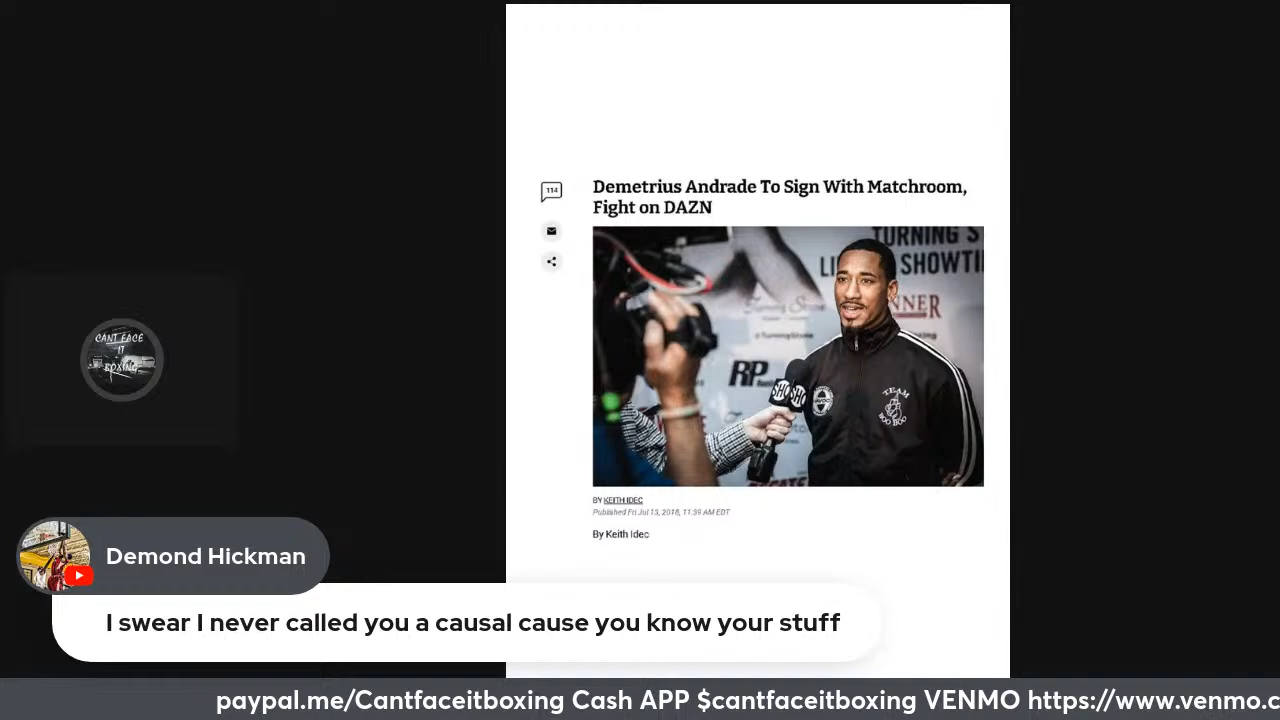 114
Demetrius Andrade To Sign With Matchroom,
Fight on DAZN
TURNING S
SHOWTI
NNER
Turning Stone
RP
SHO
SHO
TEAM
BOO BOO
BY KEITH IDEC
Published Fri Jul 13, 2018, 11:39 AM EDT
By Keith Idec
CANT FACE
IT
BOXING
Demond Hickman
I swear I never called you a causal cause you know your stuff
paypal.me/Cantfaceitboxing Cash APP $cantfaceitboxing VENMO https://www.venmo.c